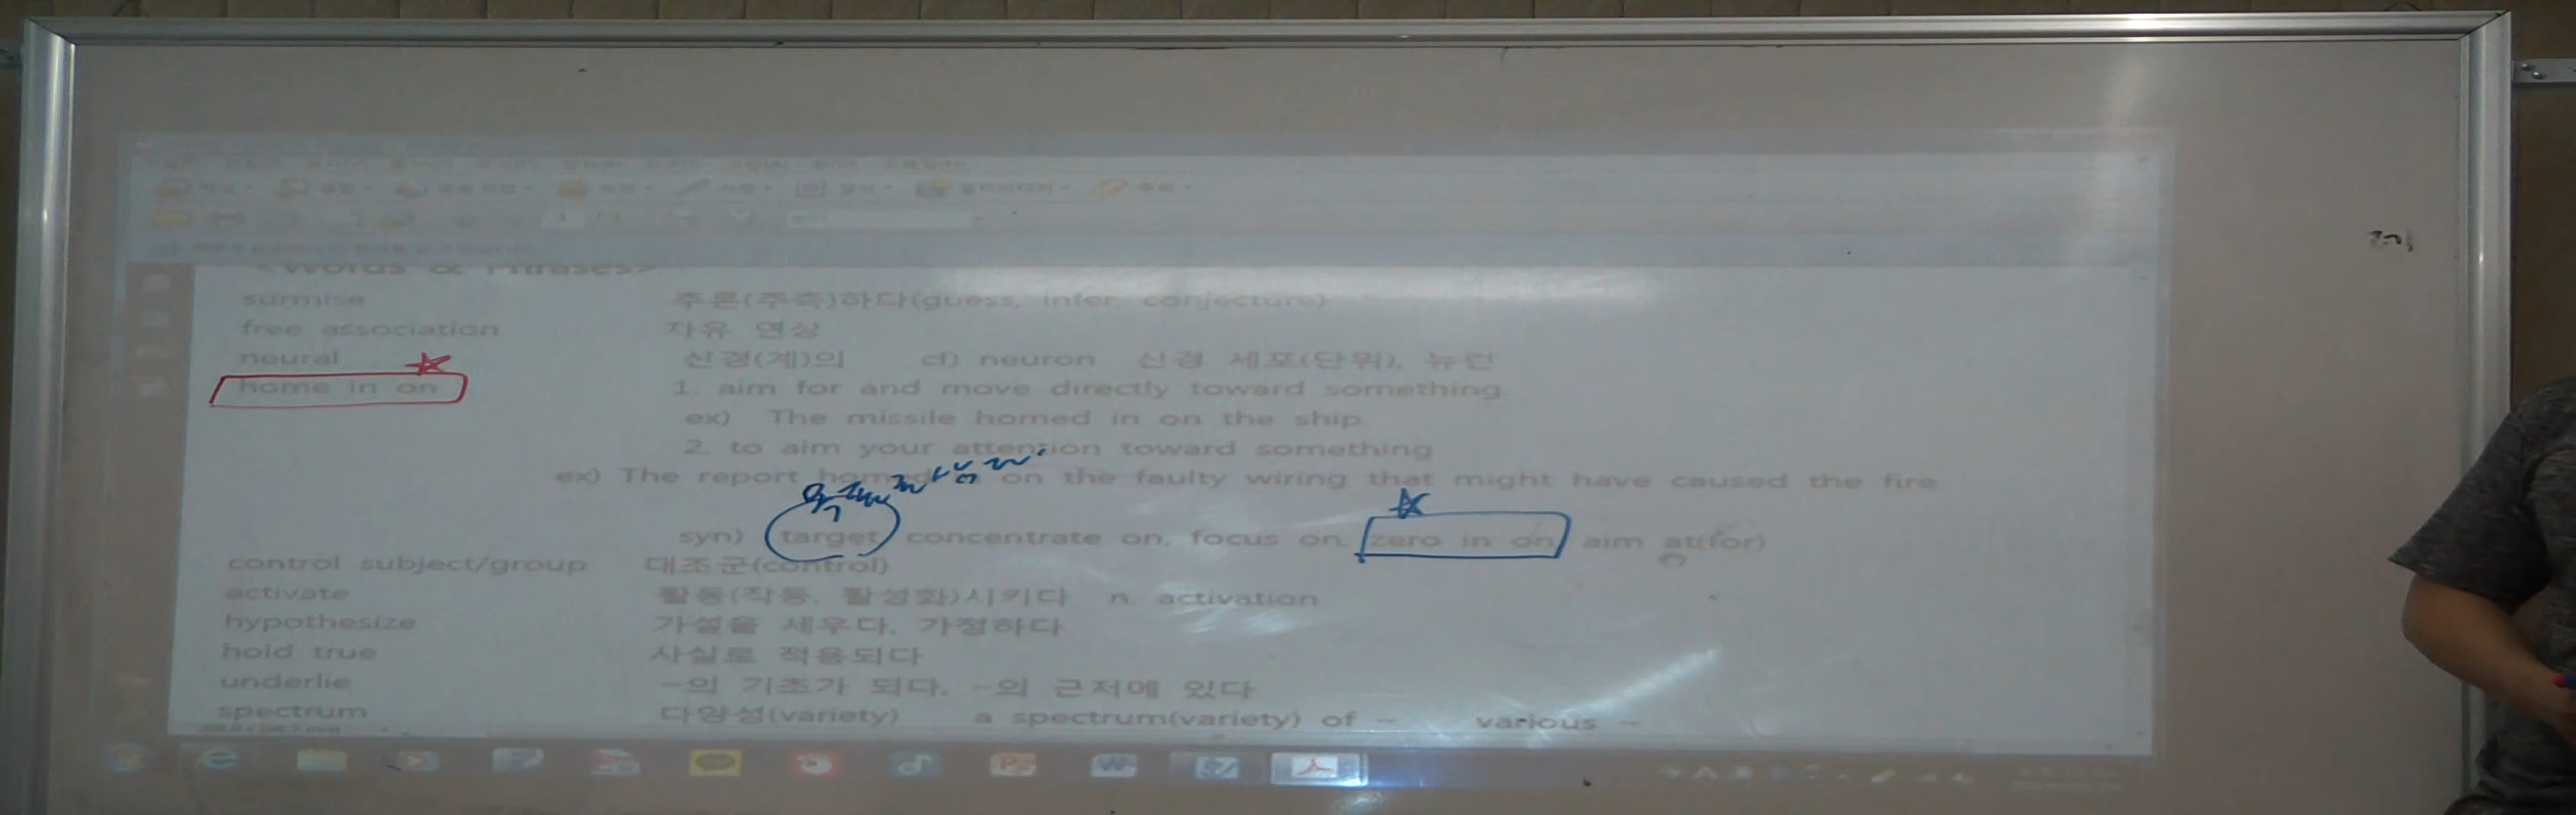 <Words & Phrases>
surmise 추론(추측)하다(guess, infer, conjecture)
free association 자유 연상
neural 신경(계)의 cf) neuron 신경 세포(단위), 뉴런
home in on 1. aim for and move directly toward something.
ex) The missile homed in on the ship.
2. to aim your attention toward something
ex) The report homed in on the faulty wiring that might have caused the fire
syn) target, concentrate on, focus on, zero in on, aim at(for)
control subject/group 대조군(control)
activate 활동(작동, 활성화)시키다 n. activation
hypothesize 가설을 세우다, 가정하다
hold true 사실로 적용되다
underlie ~의 기초가 되다, ~의 근저에 있다
spectrum 다양성(variety) a spectrum(variety) of ~ various ~